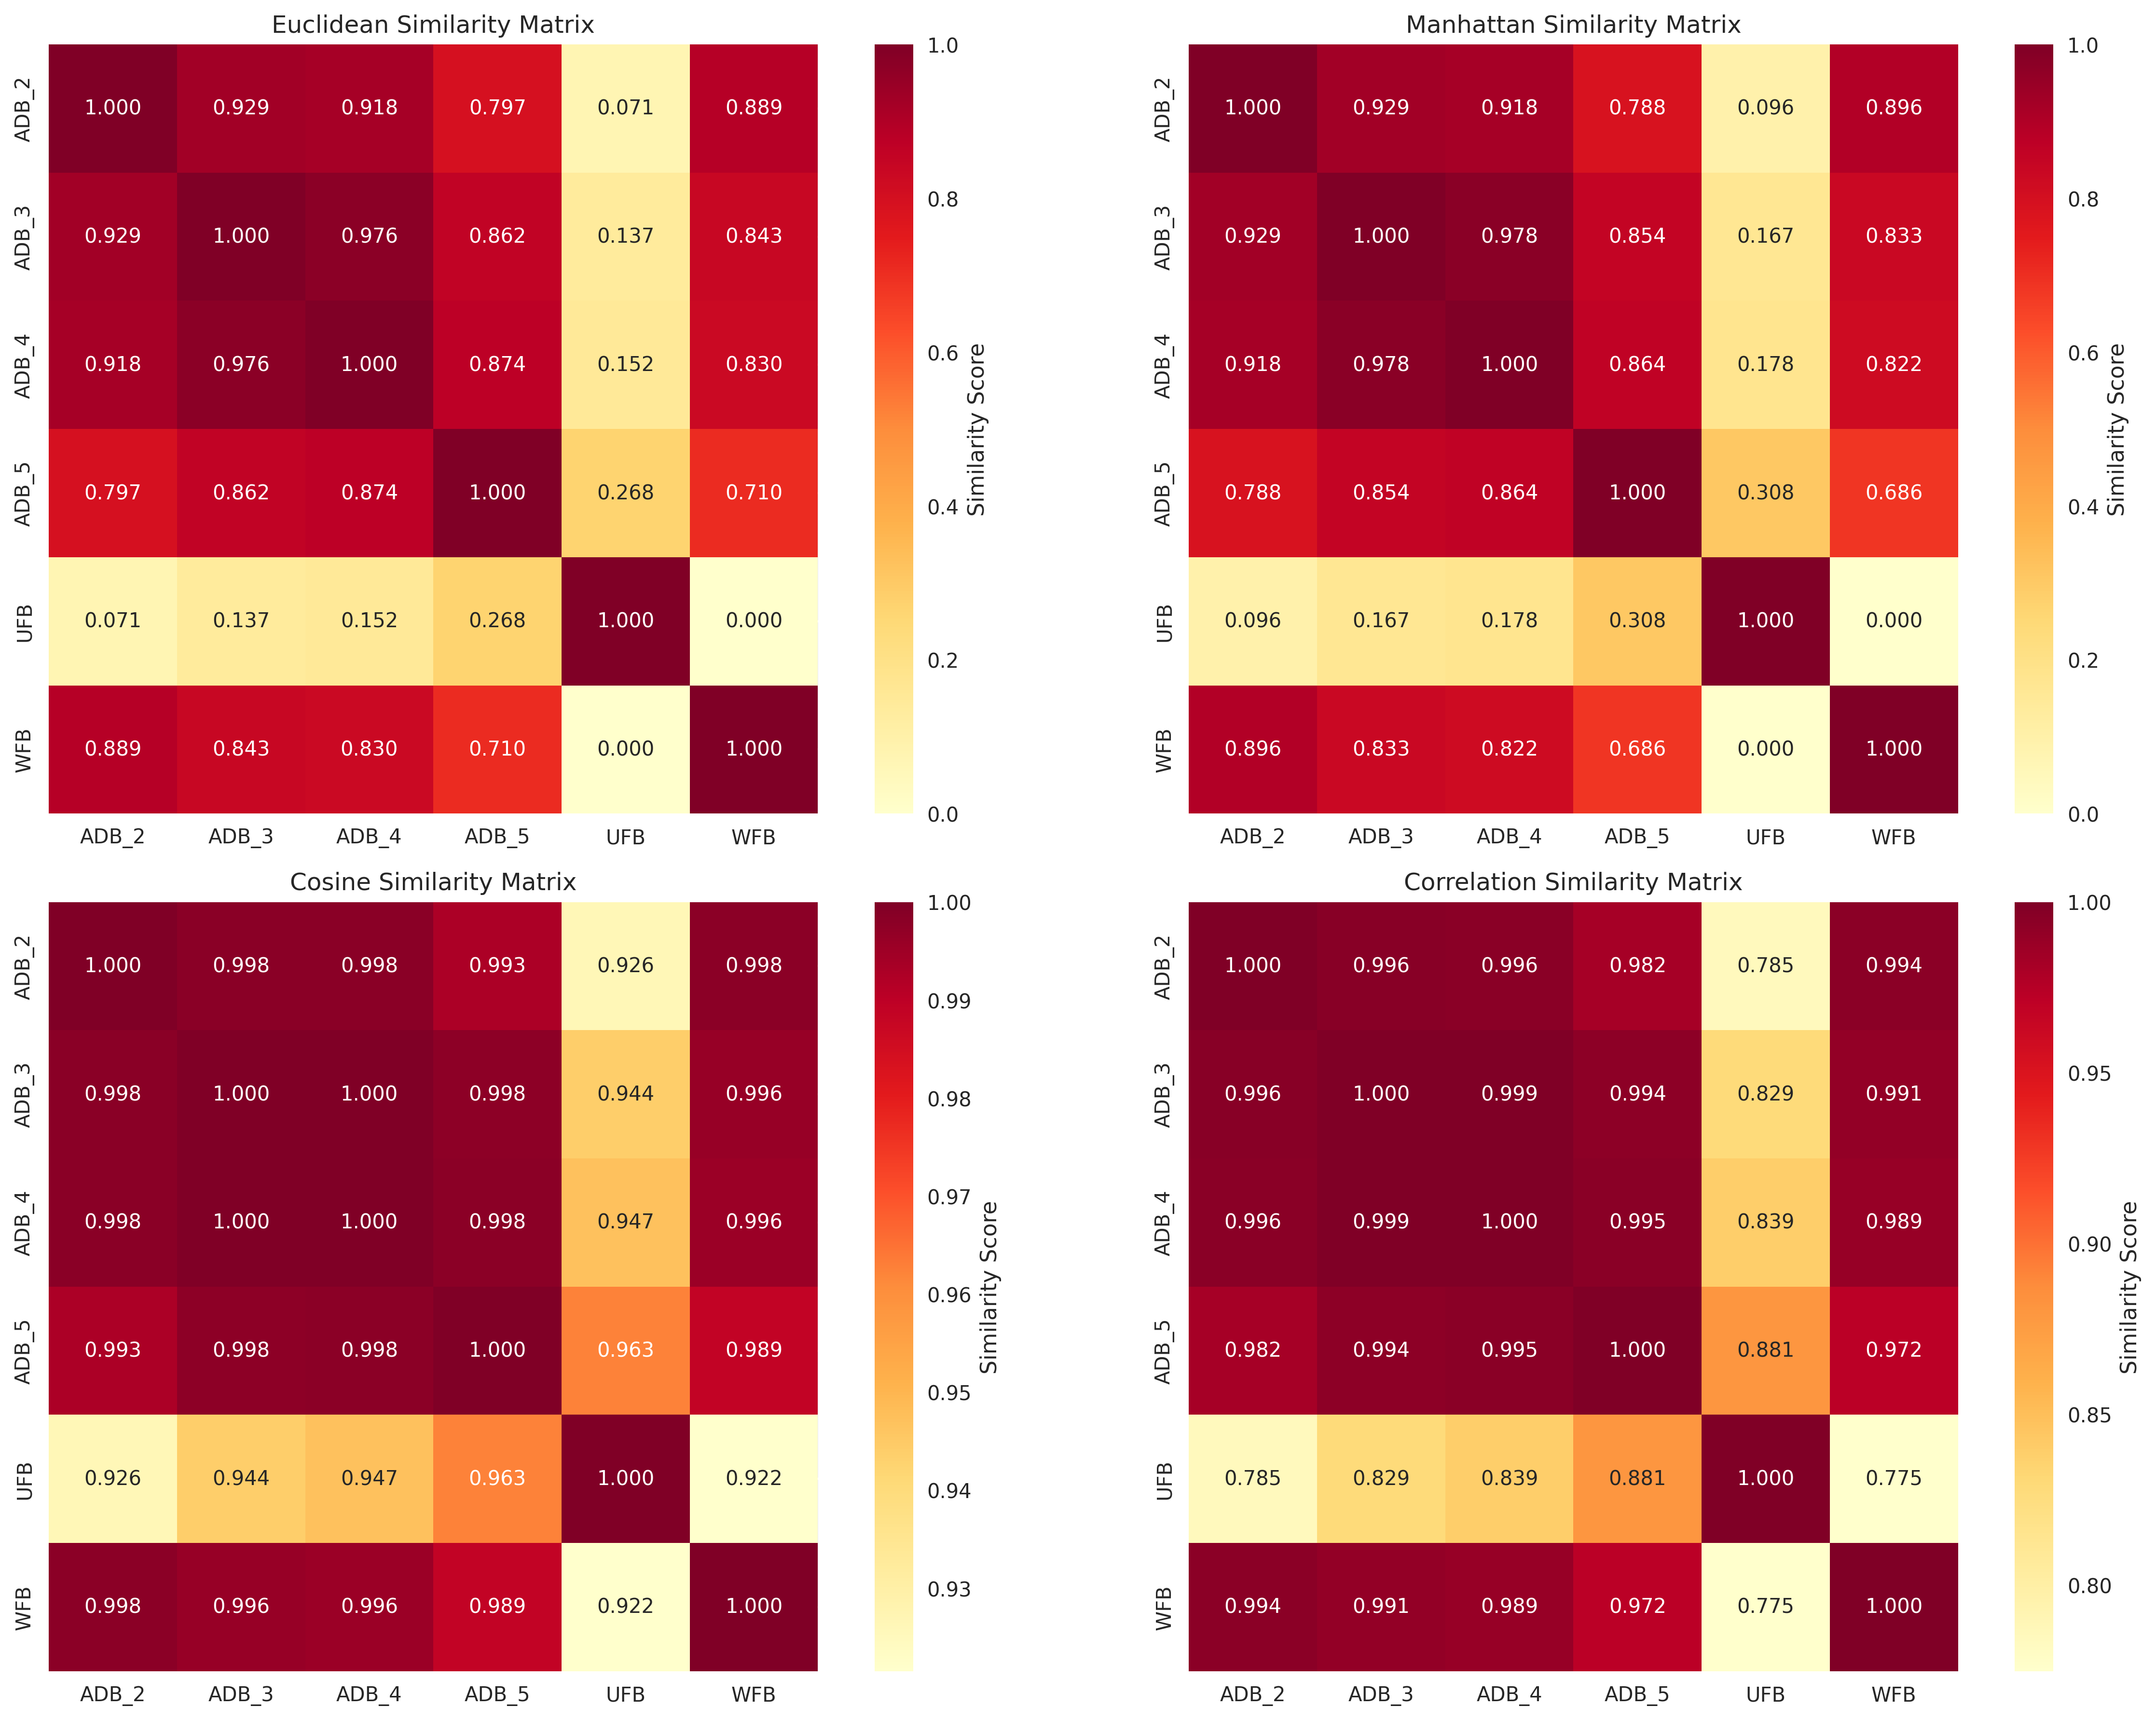 Euclidean Similarity Matrix
ADB_2 1.000 0.929 0.918 0.797 0.071 0.889
ADB_3 0.929 1.000 0.976 0.862 0.137 0.843
ADB_4 0.918 0.976 1.000 0.874 0.152 0.830
ADB_5 0.797 0.862 0.874 1.000 0.268 0.710
UFB 0.071 0.137 0.152 0.268 1.000 0.000
WFB 0.889 0.843 0.830 0.710 0.000 1.000
ADB_2 ADB_3 ADB_4 ADB_5 UFB WFB
1.0
0.8
0.6
0.4
0.2
0.0
Similarity Score
Manhattan Similarity Matrix
ADB_2 1.000 0.929 0.918 0.788 0.096 0.896
ADB_3 0.929 1.000 0.978 0.854 0.167 0.833
ADB_4 0.918 0.978 1.000 0.864 0.178 0.822
ADB_5 0.788 0.854 0.864 1.000 0.308 0.686
UFB 0.096 0.167 0.178 0.308 1.000 0.000
WFB 0.896 0.833 0.822 0.686 0.000 1.000
ADB_2 ADB_3 ADB_4 ADB_5 UFB WFB
1.0
0.8
0.6
0.4
0.2
0.0
Similarity Score
Cosine Similarity Matrix
ADB_2 1.000 0.998 0.998 0.993 0.926 0.998
ADB_3 0.998 1.000 1.000 0.998 0.944 0.996
ADB_4 0.998 1.000 1.000 0.998 0.947 0.996
ADB_5 0.993 0.998 0.998 1.000 0.963 0.989
UFB 0.926 0.944 0.947 0.963 1.000 0.922
WFB 0.998 0.996 0.996 0.989 0.922 1.000
ADB_2 ADB_3 ADB_4 ADB_5 UFB WFB
1.00
0.99
0.98
0.97
0.96
0.95
0.94
0.93
Similarity Score
Correlation Similarity Matrix
ADB_2 1.000 0.996 0.996 0.982 0.785 0.994
ADB_3 0.996 1.000 0.999 0.994 0.829 0.991
ADB_4 0.996 0.999 1.000 0.995 0.839 0.989
ADB_5 0.982 0.994 0.995 1.000 0.881 0.972
UFB 0.785 0.829 0.839 0.881 1.000 0.775
WFB 0.994 0.991 0.989 0.972 0.775 1.000
ADB_2 ADB_3 ADB_4 ADB_5 UFB WFB
1.00
0.95
0.90
0.85
0.80
Similarity Score